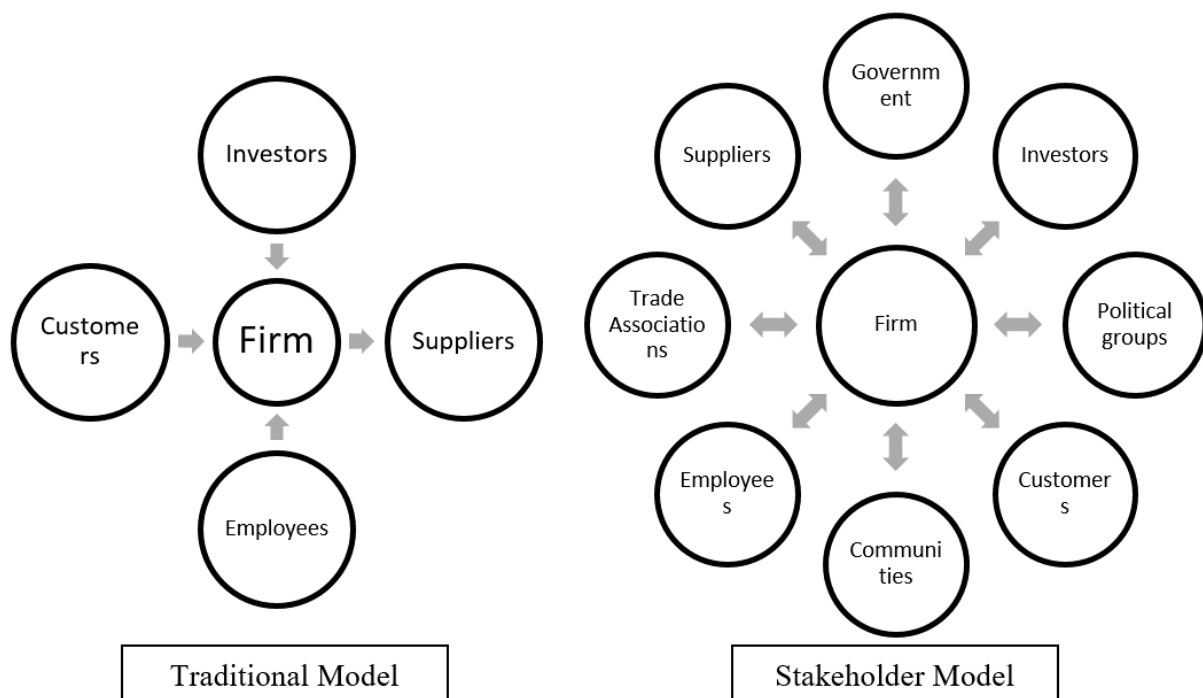 Investors
Custome
rs
Firm
Suppliers
Employees
Traditional Model
Governm
ent
Suppliers
Investors
Trade
Associatio
ns
Firm
Political
groups
Employee
s
Customer
s
Communi
ties
Stakeholder Model